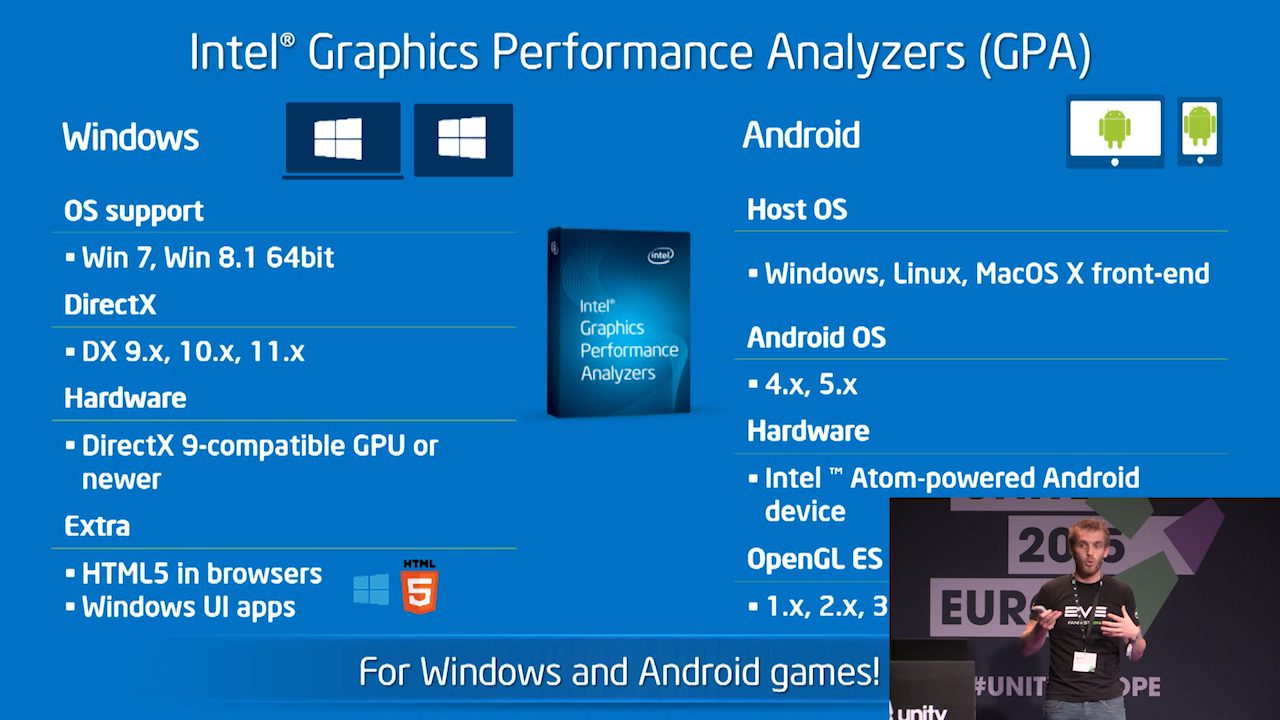 Intel® Graphics Performance Analyzers (GPA)
Windows
OS support
▪ Win 7, Win 8.1 64bit
DirectX
▪ DX 9.x, 10.x, 11.x
Hardware
▪ DirectX 9-compatible GPU or
newer
Extra
▪ HTML5 in browsers
▪ Windows UI apps
HTML
5
intel
Intel®
Graphics
Performance
Analyzers
Android
Host OS
▪ Windows, Linux, MacOS X front-end
Android OS
▪ 4.x, 5.x
Hardware
▪ Intel ™ Atom-powered Android
device
OpenGL ES
▪ 1.x, 2.x, 3
For Windows and Android games!
EVE
unity